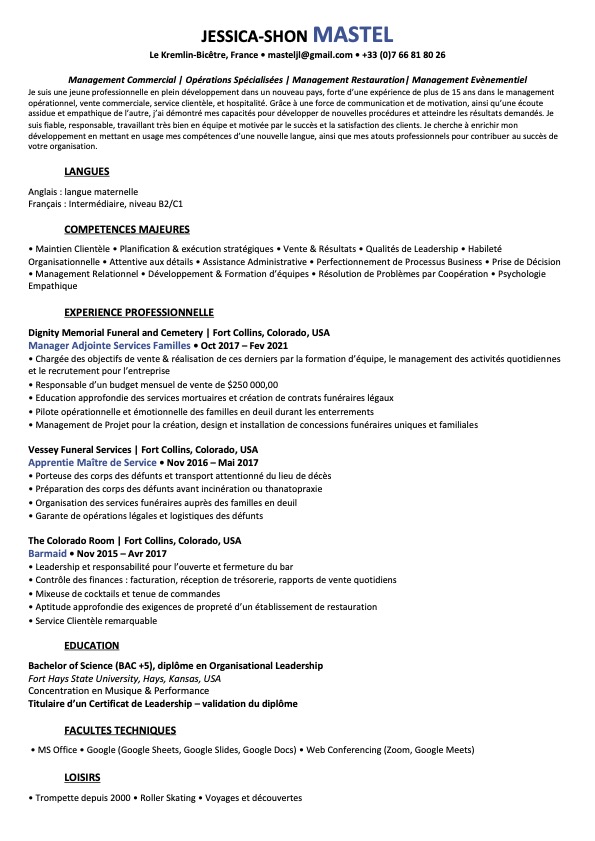 JESSICA-SHON MASTEL
Le Kremlin-Bicêtre, France • masteljl@gmail.com • +33 (0)7 66 81 80 26
Management Commercial | Opérations Spécialisées | Management Restauration| Management Evènementiel
Je suis une jeune professionnelle en plein développement dans un nouveau pays, forte d'une expérience de plus de 15 ans dans le management
opérationnel, vente commerciale, service clientèle, et hospitalité. Grâce à une force de communication et de motivation, ainsi qu'une écoute
assidue et empathique de l'autre, j'ai démontré mes capacités pour développer de nouvelles procédures et atteindre les résultats demandés. Je
suis fiable, responsable, travaillant très bien en équipe et motivée par le succès et la satisfaction des clients. Je cherche à enrichir mon
développement en mettant en usage mes compétences d'une nouvelle langue, ainsi que mes atouts professionnels pour contribuer au succès de
votre organisation.
LANGUES
Anglais : langue maternelle
Français : Intermédiaire, niveau B2/C1
COMPETENCES MAJEURES
• Maintien Clientèle • Planification & exécution stratégiques • Vente & Résultats • Qualités de Leadership • Habileté
Organisationnelle • Attentive aux détails • Assistance Administrative • Perfectionnement de Processus Business • Prise de Décision
• Management Relationnel • Développement & Formation d'équipes • Résolution de Problèmes par Coopération • Psychologie
Empathique
EXPERIENCE PROFESSIONNELLE
Dignity Memorial Funeral and Cemetery | Fort Collins, Colorado, USA
Manager Adjointe Services Familles • Oct 2017 – Fev 2021
• Chargée des objectifs de vente & réalisation de ces derniers par la formation d'équipe, le management des activités quotidiennes
et le recrutement pour l'entreprise
• Responsable d'un budget mensuel de vente de $250 000,00
• Education approfondie des services mortuaires et création de contrats funéraires légaux
• Pilote opérationnelle et émotionnelle des familles en deuil durant les enterrements
• Management de Projet pour la création, design et installation de concessions funéraires uniques et familiales
Vessey Funeral Services | Fort Collins, Colorado, USA
Apprentie Maître de Service • Nov 2016 – Mai 2017
• Porteuse des corps des défunts et transport attentionné du lieu de décès
• Préparation des corps des défunts avant incinération ou thanatopraxie
• Organisation des services funéraires auprès des familles en deuil
• Garante de opérations légales et logistiques des défunts
The Colorado Room | Fort Collins, Colorado, USA
Barmaid • Nov 2015 – Avr 2017
• Leadership et responsabilité pour l'ouverture et fermeture du bar
• Contrôle des finances : facturation, réception de trésorerie, rapports de vente quotidiens
• Mixeuse de cocktails et tenue de commandes
• Aptitude approfondie des exigences de propreté d'un établissement de restauration
• Service Clientèle remarquable
EDUCATION
Bachelor of Science (BAC +5), diplôme en Organisational Leadership
Fort Hays State University, Hays, Kansas, USA
Concentration en Musique & Performance
Titulaire d'un Certificat de Leadership – validation du diplôme
FACULTES TECHNIQUES
• MS Office • Google (Google Sheets, Google Slides, Google Docs) • Web Conferencing (Zoom, Google Meets)
LOISIRS
• Trompette depuis 2000 • Roller Skating • Voyages et découvertes